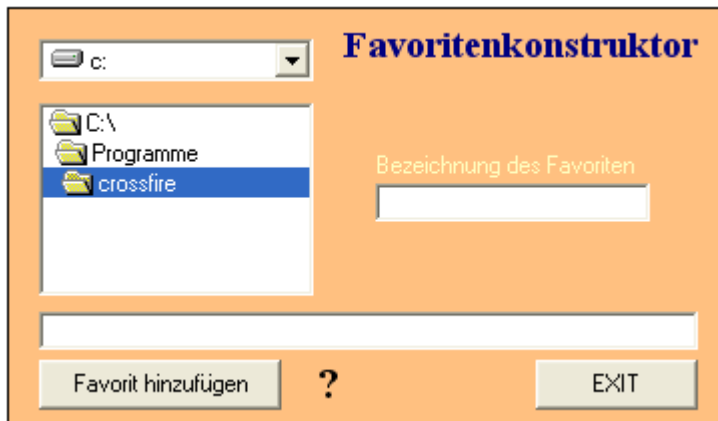 c:
Favoritenkonstruktor
C:\
Programme
crossfire
Bezeichnung des Favoriten
Favorit hinzufügen
?
EXIT